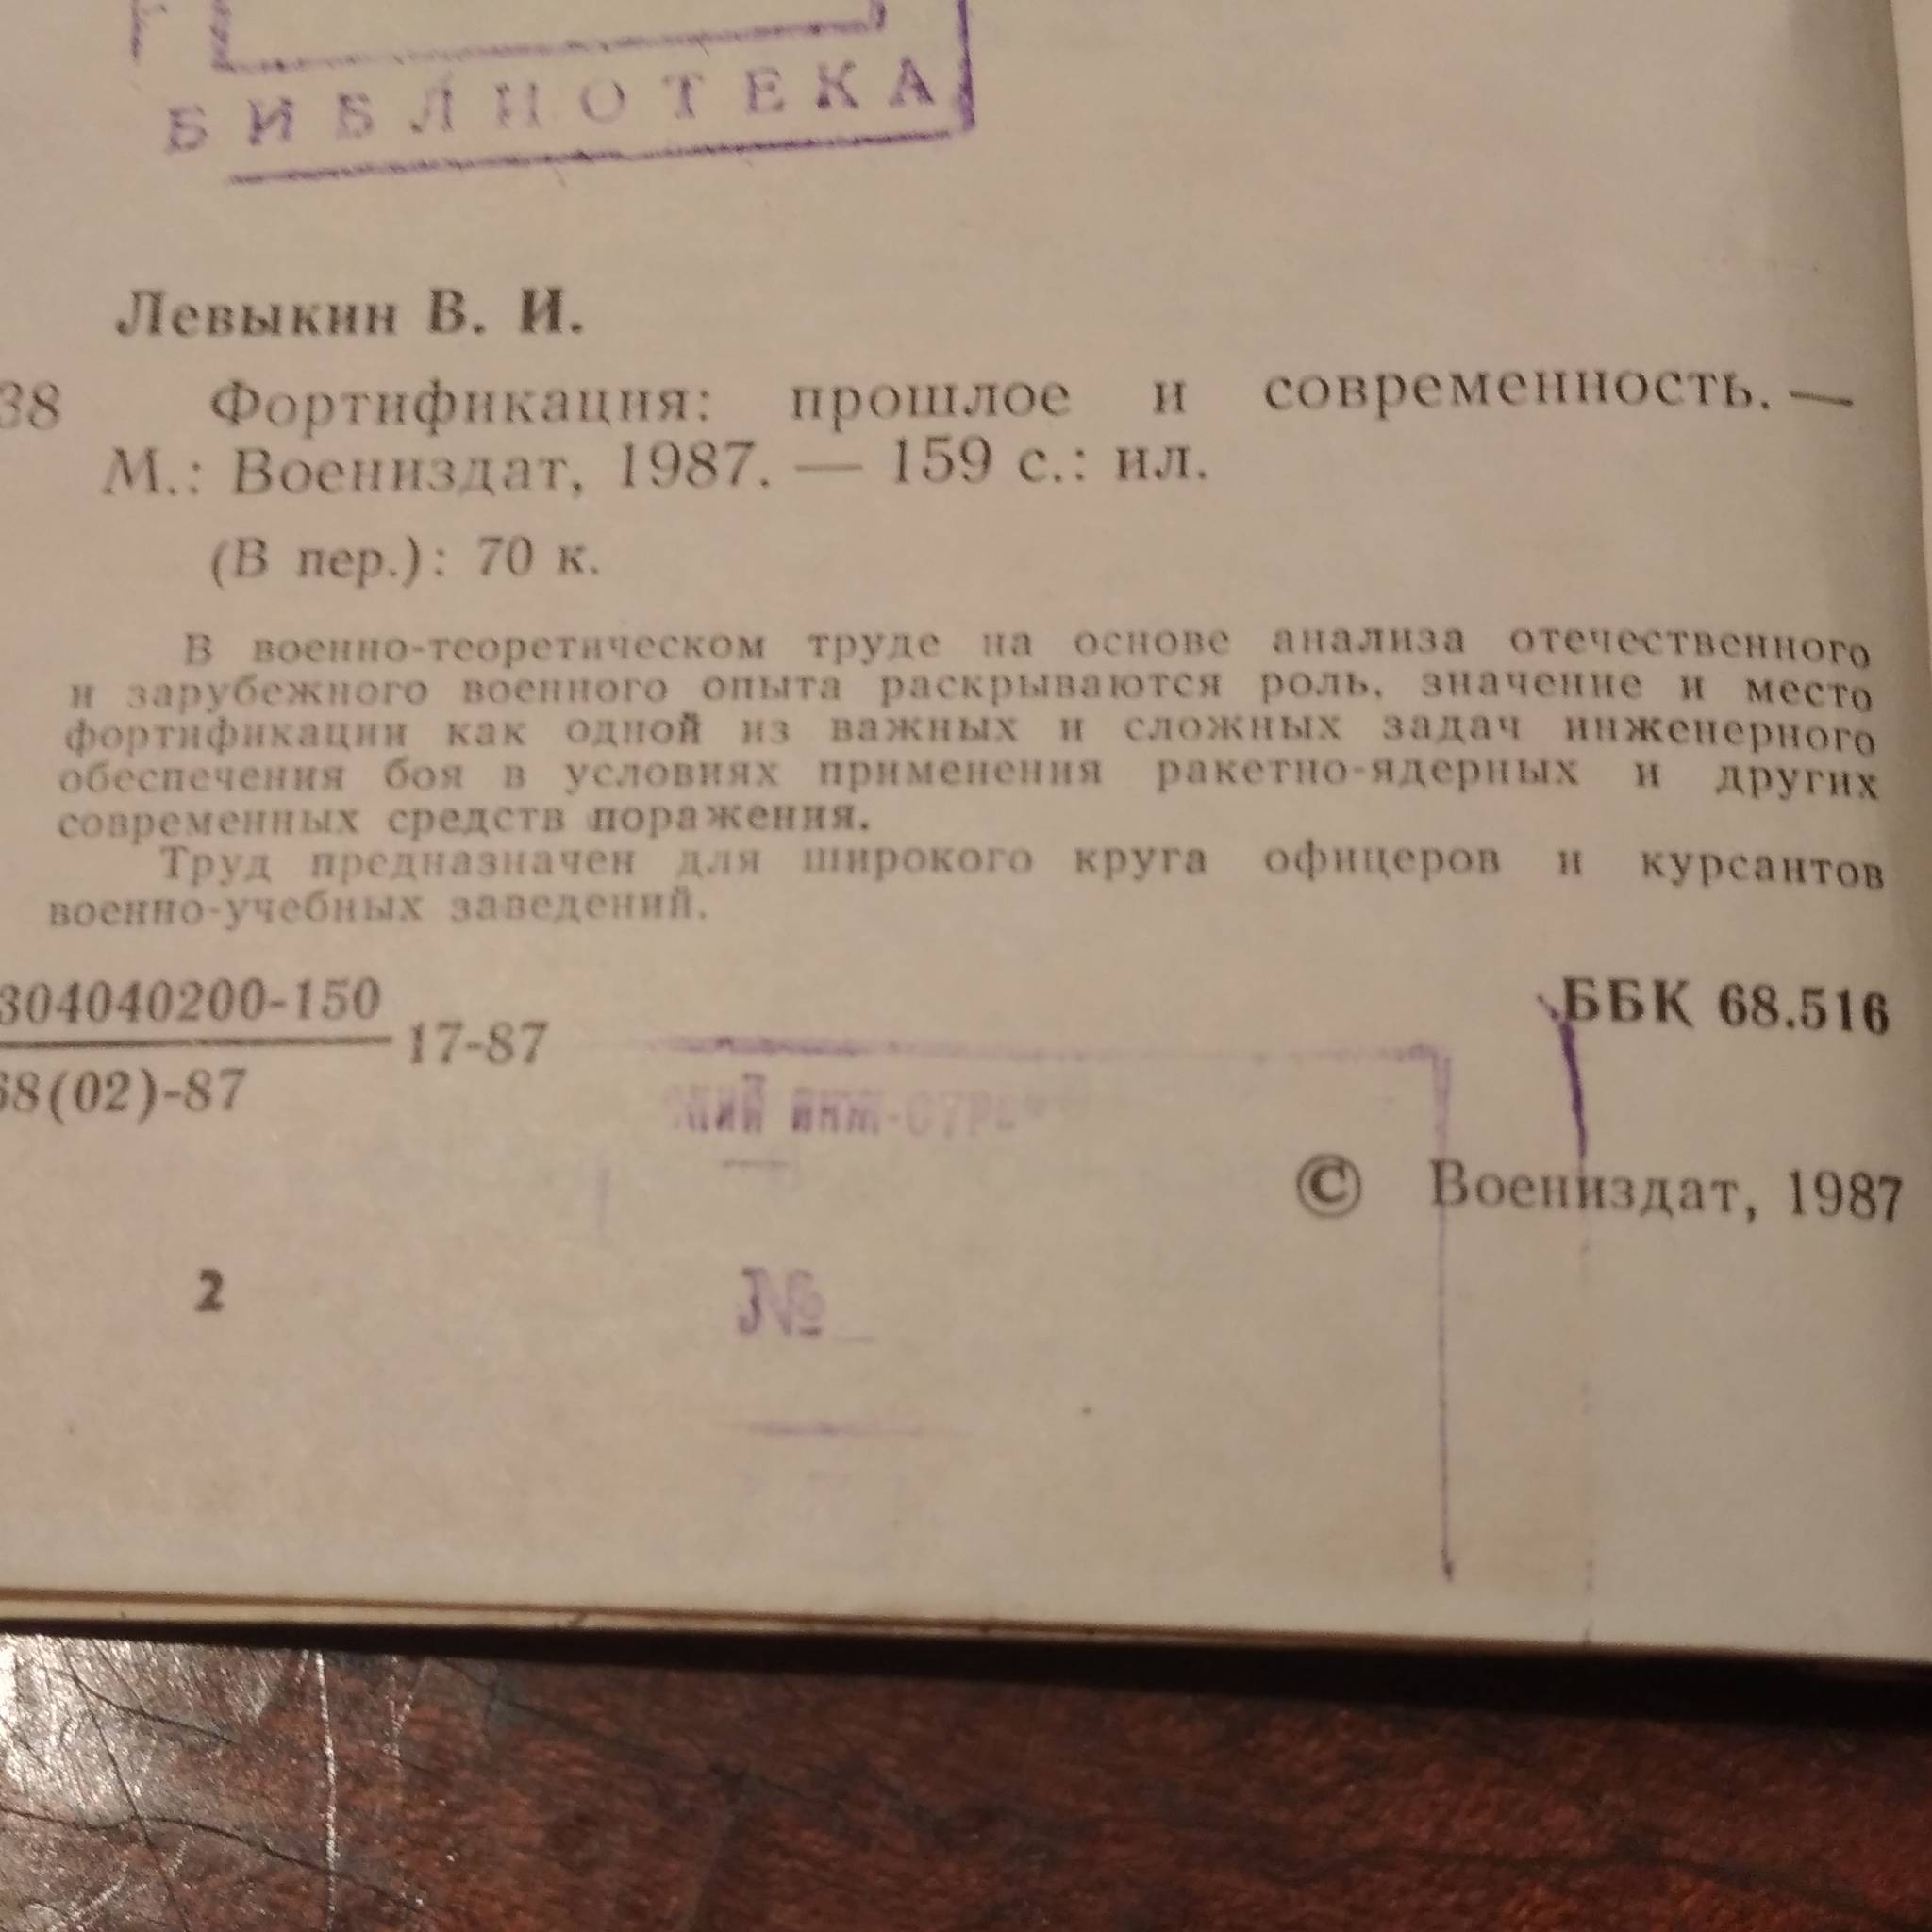 БИБЛИОТЕКА
Левыкин В. И.
38 Фортификация: прошлое и современность. —
М.: Воениздат, 1987. — 159 с.: ил.
(В пер.): 70 к.
В военно-теоретическом труде на основе анализа отечественного
и зарубежного военного опыта раскрываются роль, значение и место
фортификации как одной из важных и сложных задач инженерного
обеспечения боя в условиях применения ракетно-ядерных и других
современных средств поражения.
Труд предназначен для широкого круга офицеров и курсантов
военно-учебных заведений.
304040200-150
17-87
68(02)-87
ББК 68.516
© Воениздат, 1987
2
№